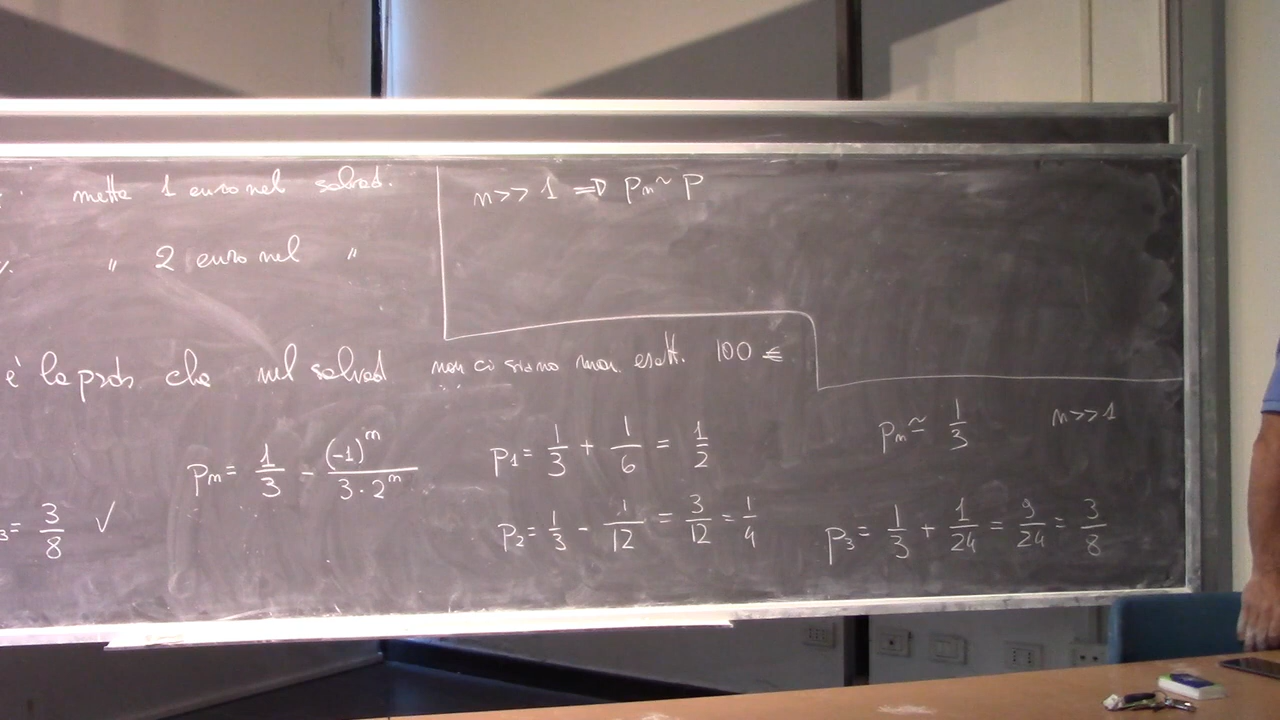 mette 1 euro nel salvad.
" 2 euro nel "
n>>1 ⇒ Pn ~ P
è la prob. che nel salvad non ci siano mai esatt. 100 €
pn = 1/3 - (-1)^n / (3·2^n)
p1 = 1/3 + 1/6 = 1/2
pn ≃ 1/3 n>>1
3 = 3/8 ✓
p2 = 1/3 - 1/12 = 3/12 = 1/4
p3 = 1/3 + 1/24 = 9/24 = 3/8